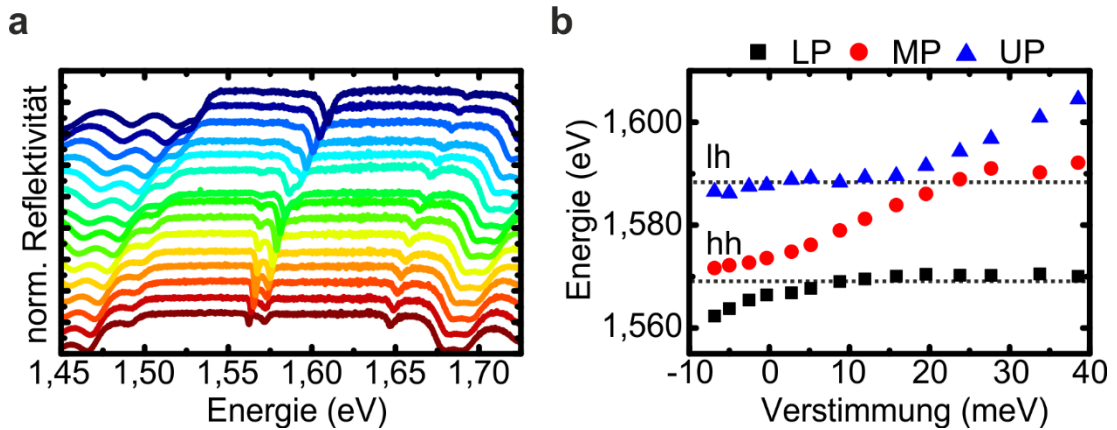 a
norm. Reflektivität
1,45 1,50 1,55 1,60 1,65 1,70
Energie (eV)
b
LP MP UP
Energie (eV)
1,600
1,580
1,560
lh
hh
-10 0 10 20 30 40
Verstimmung (meV)